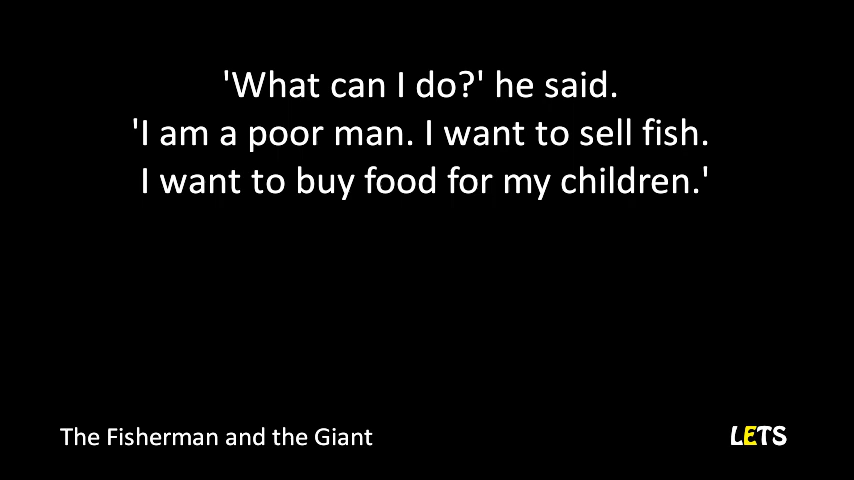 'What can I do?' he said.
'I am a poor man. I want to sell fish.
I want to buy food for my children.'
The Fisherman and the Giant
LETS